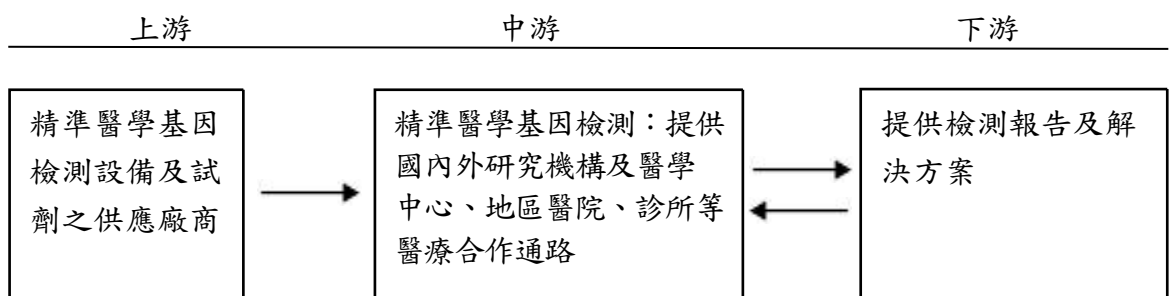 上游 中游 下游
精準醫學基因
檢測設備及試
劑之供應廠商
精準醫學基因檢測：提供
國內外研究機構及醫學
中心、地區醫院、診所等
醫療合作通路
提供檢測報告及解
決方案